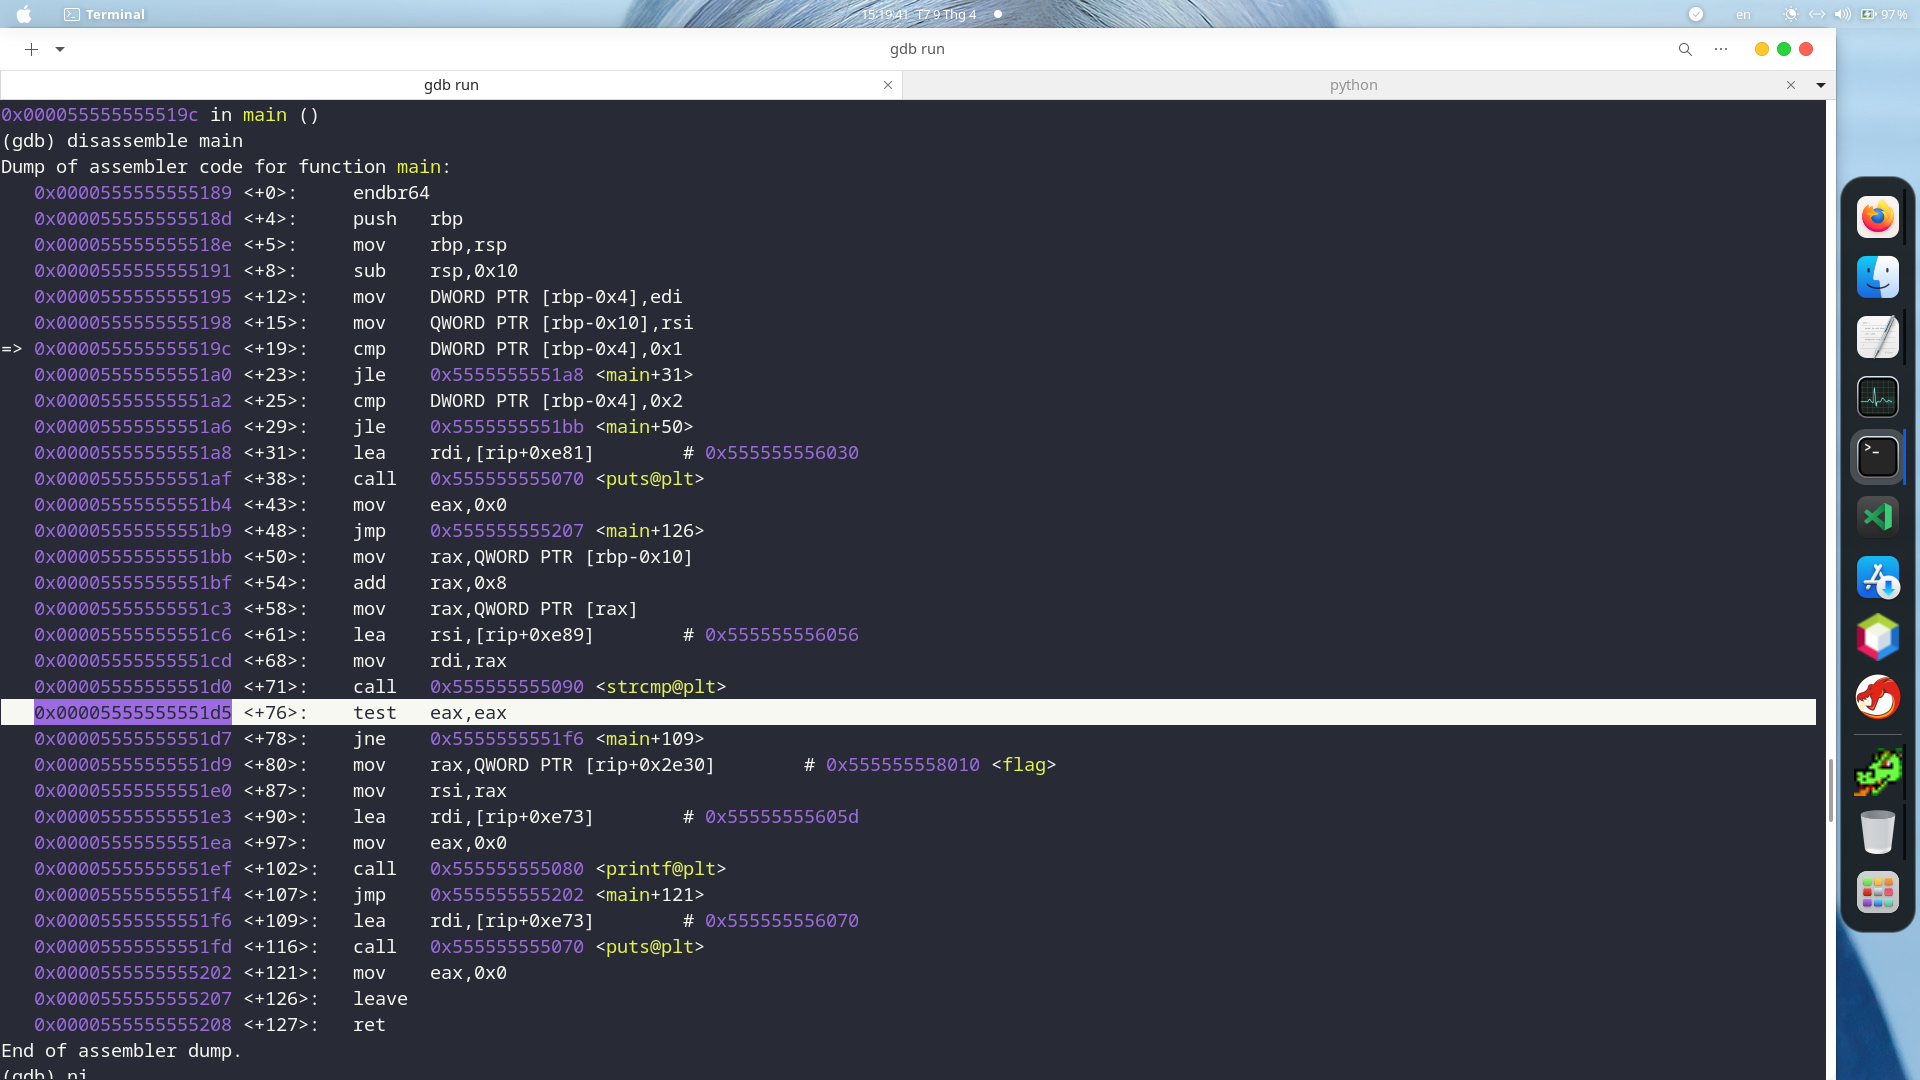 Terminal
15:19:41 T7 9 Thg 4
en
97%
gdb run
gdb run
python
0x000055555555519c in main ()
(gdb) disassemble main
Dump of assembler code for function main:
0x0000555555555189 <+0>: endbr64
0x000055555555518d <+4>: push rbp
0x000055555555518e <+5>: mov rbp,rsp
0x0000555555555191 <+8>: sub rsp,0x10
0x0000555555555195 <+12>: mov DWORD PTR [rbp-0x4],edi
0x0000555555555198 <+15>: mov QWORD PTR [rbp-0x10],rsi
=> 0x000055555555519c <+19>: cmp DWORD PTR [rbp-0x4],0x1
0x00005555555551a0 <+23>: jle 0x5555555551a8 <main+31>
0x00005555555551a2 <+25>: cmp DWORD PTR [rbp-0x4],0x2
0x00005555555551a6 <+29>: jle 0x5555555551bb <main+50>
0x00005555555551a8 <+31>: lea rdi,[rip+0xe81] # 0x555555556030
0x00005555555551af <+38>: call 0x555555555070 <puts@plt>
0x00005555555551b4 <+43>: mov eax,0x0
0x00005555555551b9 <+48>: jmp 0x555555555207 <main+126>
0x00005555555551bb <+50>: mov rax,QWORD PTR [rbp-0x10]
0x00005555555551bf <+54>: add rax,0x8
0x00005555555551c3 <+58>: mov rax,QWORD PTR [rax]
0x00005555555551c6 <+61>: lea rsi,[rip+0xe89] # 0x555555556056
0x00005555555551cd <+68>: mov rdi,rax
0x00005555555551d0 <+71>: call 0x555555555090 <strcmp@plt>
0x00005555555551d5 <+76>: test eax,eax
0x00005555555551d7 <+78>: jne 0x5555555551f6 <main+109>
0x00005555555551d9 <+80>: mov rax,QWORD PTR [rip+0x2e30] # 0x555555558010 <flag>
0x00005555555551e0 <+87>: mov rsi,rax
0x00005555555551e3 <+90>: lea rdi,[rip+0xe73] # 0x55555555605d
0x00005555555551ea <+97>: mov eax,0x0
0x00005555555551ef <+102>: call 0x555555555080 <printf@plt>
0x00005555555551f4 <+107>: jmp 0x555555555202 <main+121>
0x00005555555551f6 <+109>: lea rdi,[rip+0xe73] # 0x555555556070
0x00005555555551fd <+116>: call 0x555555555070 <puts@plt>
0x0000555555555202 <+121>: mov eax,0x0
0x0000555555555207 <+126>: leave
0x0000555555555208 <+127>: ret
End of assembler dump.
(gdb) ni